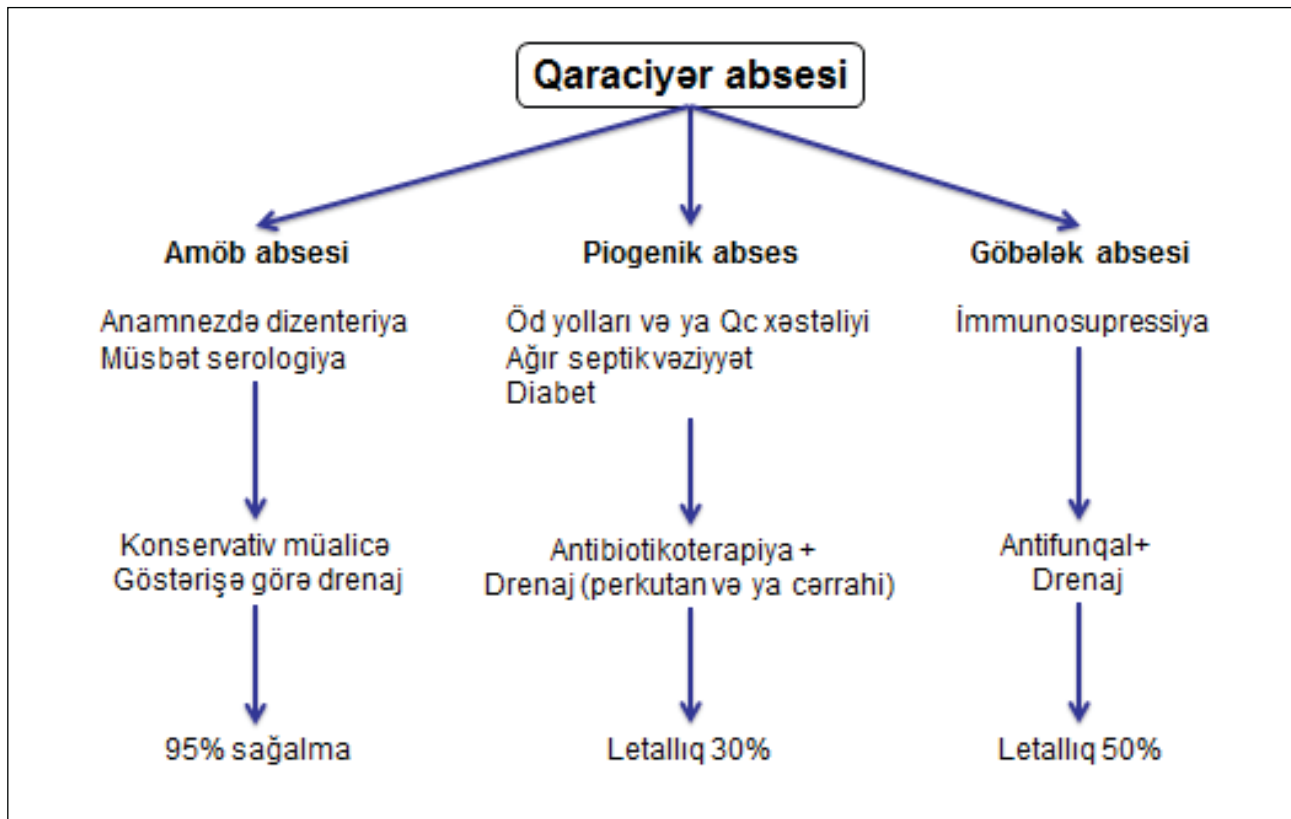 Qaraciyər absesi
Amöb absesi
Anamnezdə dizenteriya
Müsbət serologiya
Konservativ müalicə
Göstərişə görə drenaj
95% sağalma
Piogenik abses
Öd yolları və ya Qc xəstəliyi
Ağır septik vəziyyət
Diabet
Antibiotikoterapiya +
Drenaj (perkutan və ya cərrahi)
Letallıq 30%
Göbələk absesi
İmmunosupressiya
Antifunqal+
Drenaj
Letallıq 50%